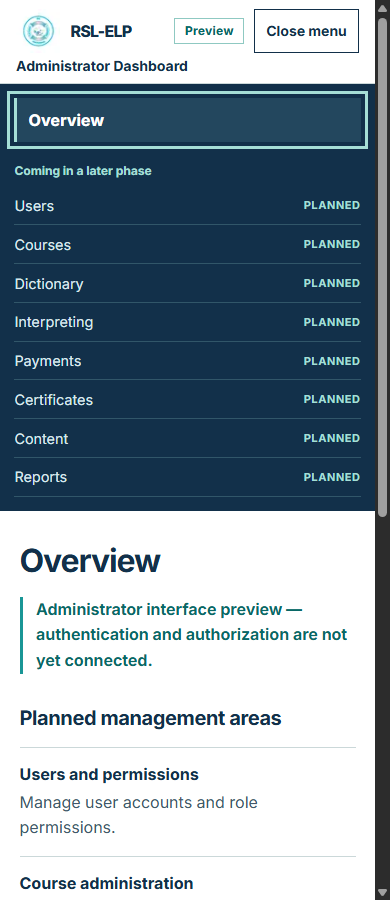 RSL-ELP
Preview
Close menu
Administrator Dashboard
Overview
Coming in a later phase
Users PLANNED
Courses PLANNED
Dictionary PLANNED
Interpreting PLANNED
Payments PLANNED
Certificates PLANNED
Content PLANNED
Reports PLANNED
Overview
Administrator interface preview —
authentication and authorization are not
yet connected.
Planned management areas
Users and permissions
Manage user accounts and role
permissions.
Course administration